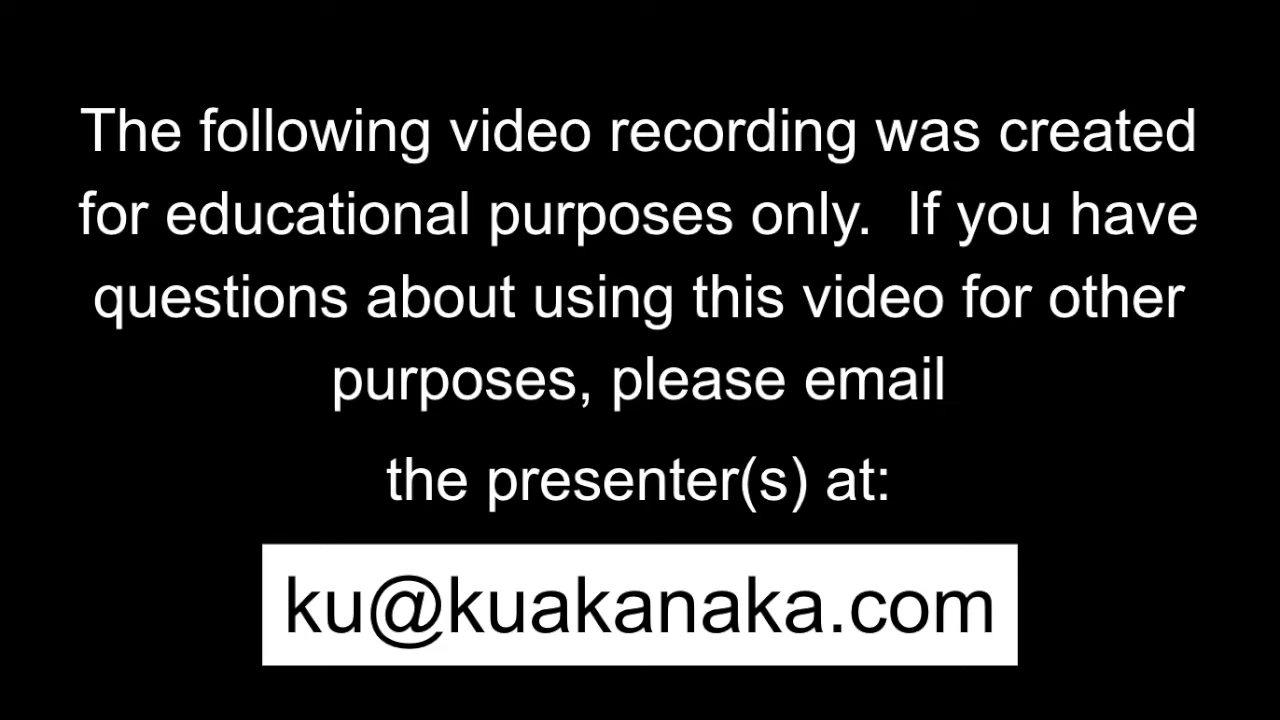 The following video recording was created
for educational purposes only.  If you have
questions about using this video for other
purposes, please email
the presenter(s) at:
ku@kuakanaka.com